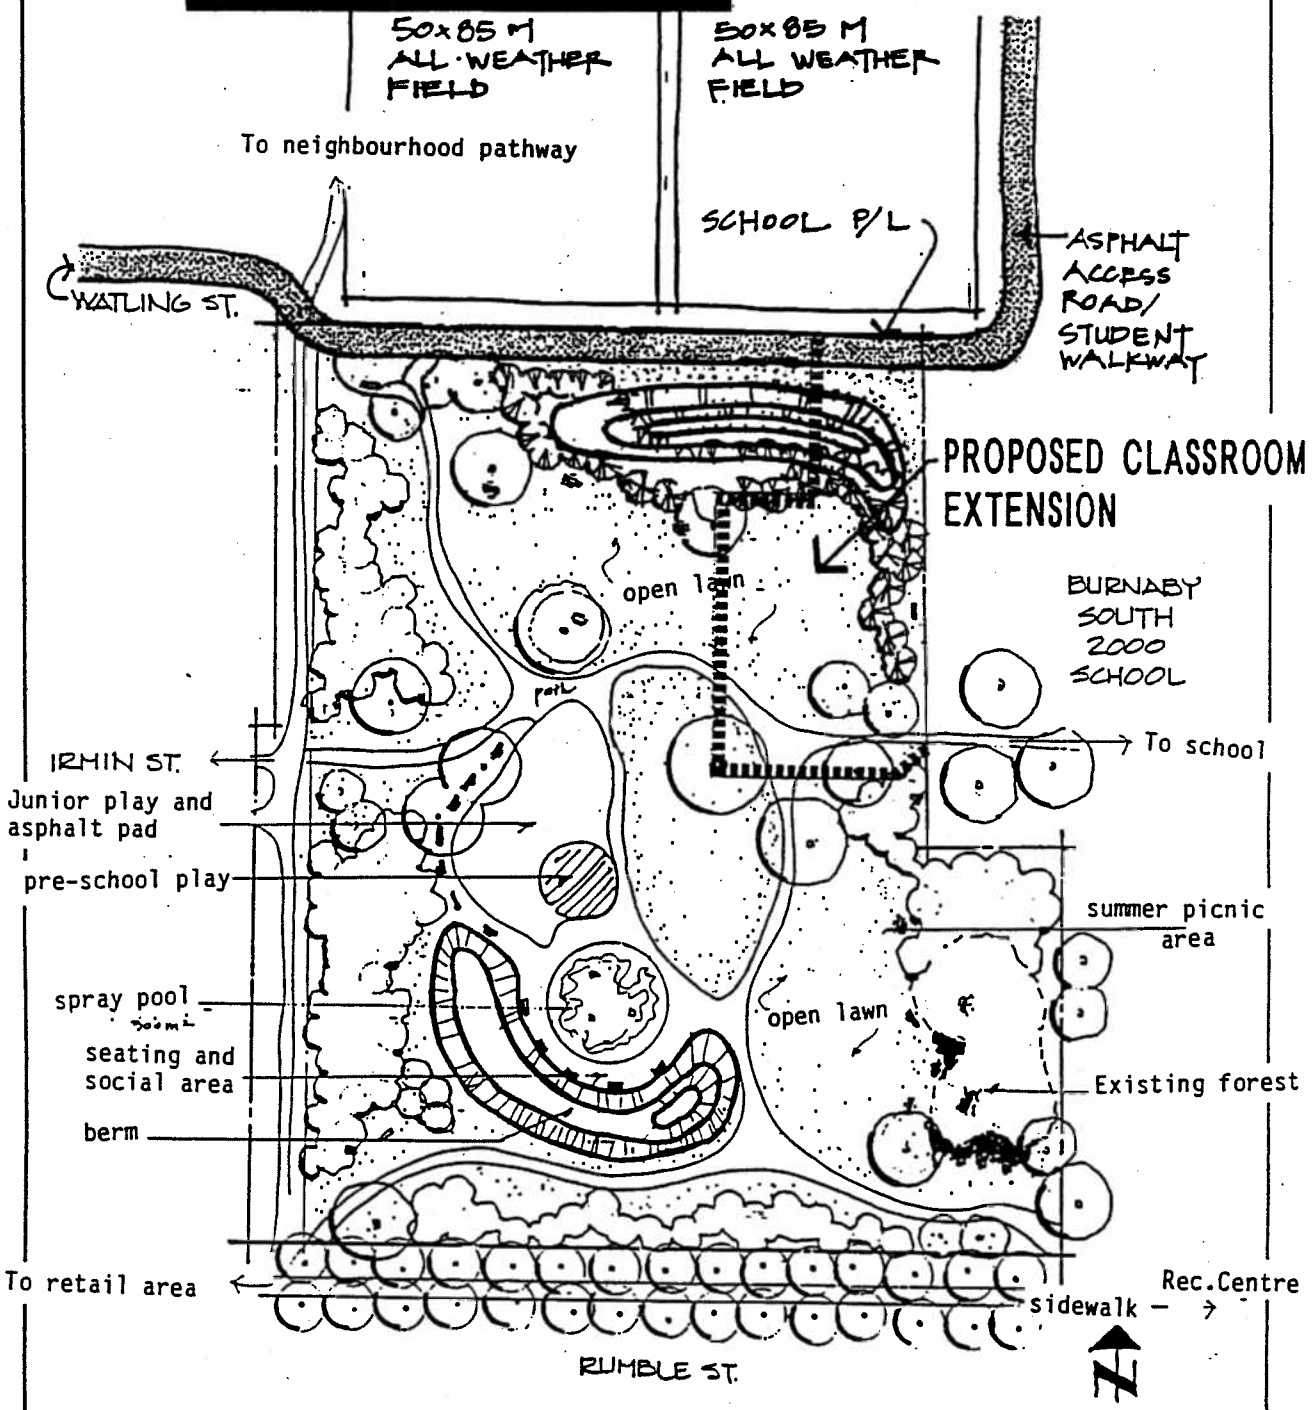 50x85 M
ALL-WEATHER
FIELD
50x85 M
ALL WEATHER
FIELD
To neighbourhood pathway
SCHOOL P/L
ASPHALT
ACCESS
ROAD/
STUDENT
WALKWAY
WATLING ST.
PROPOSED CLASSROOM
EXTENSION
open lawn
BURNABY
SOUTH
2000
SCHOOL
path
IRMIN ST.
To school
Junior play and
asphalt pad
pre-school play
summer picnic
area
spray pool
300m2
open lawn
seating and
social area
Existing forest
berm
To retail area
Rec.Centre
sidewalk
RUMBLE ST.
N